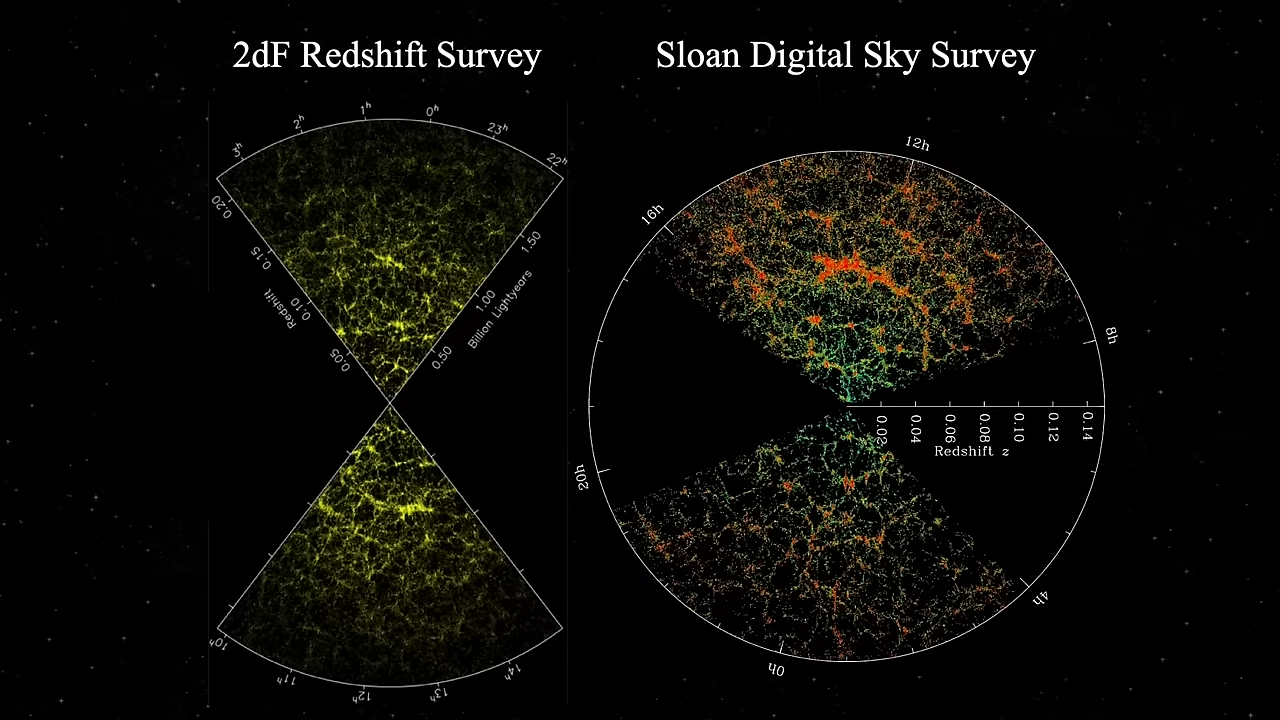 2dF Redshift Survey
Sloan Digital Sky Survey
3h
2h
1h
0h
23h
22h
0.20
0.15
0.10
0.05
Redshift
1.50
1.00
0.50
Billion Lightyears
10h
11h
12h
13h
14h
16h
12h
8h
0.02
0.04
0.06
0.08
0.10
0.12
0.14
Redshift z
20h
0h
4h